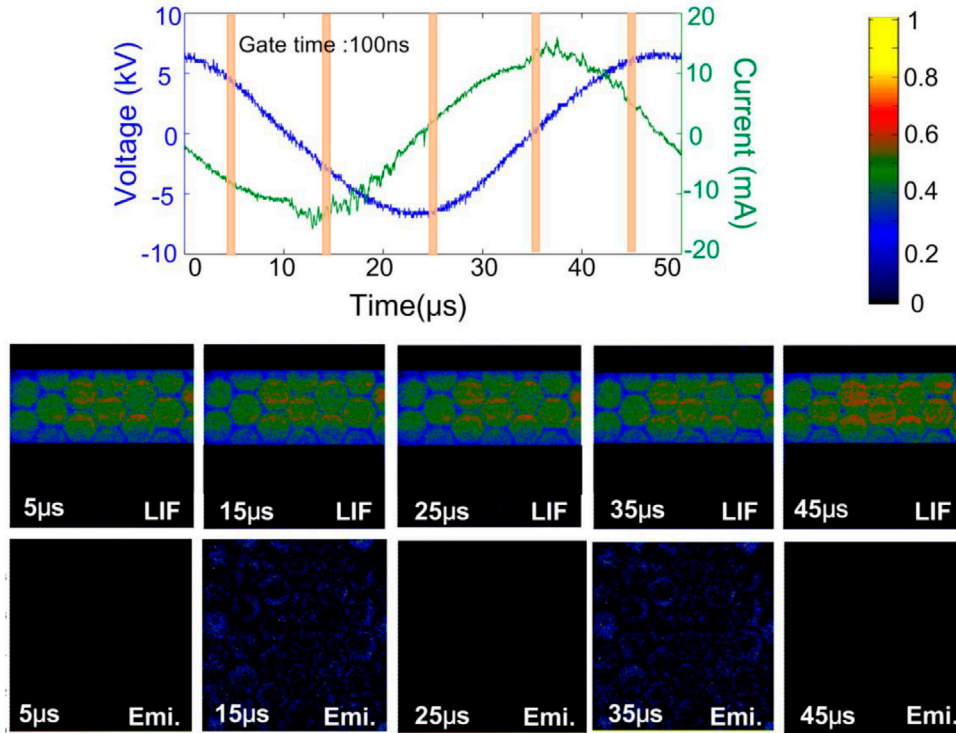 10
5
0
-5
-10
Voltage (kV)
Gate time :100ns
20
10
0
-10
-20
Current (mA)
0
10
20
30
40
50
Time(µs)
1
0.8
0.6
0.4
0.2
0
5µs LIF
15µs LIF
25µs LIF
35µs LIF
45µs LIF
5µs Emi.
15µs Emi.
25µs Emi.
35µs Emi.
45µs Emi.